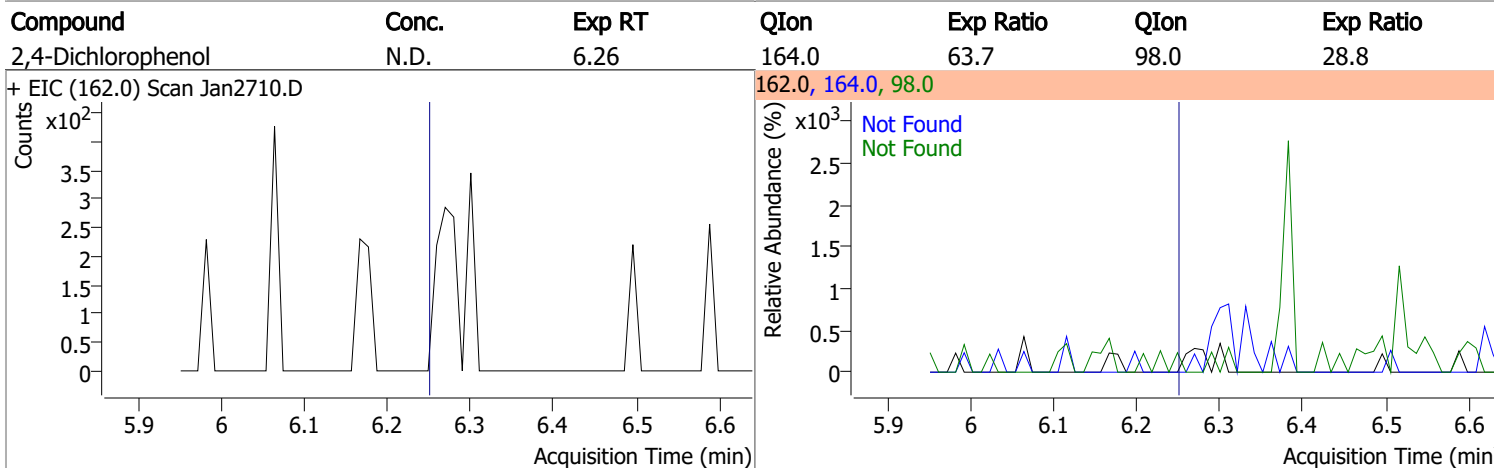 Compound Conc. Exp RT QIon Exp Ratio QIon Exp Ratio
2,4-Dichlorophenol N.D. 6.26 164.0 63.7 98.0 28.8
+ EIC (162.0) Scan Jan2710.D
Counts
x10²
3.5
3
2.5
2
1.5
1
0.5
0
5.9 6 6.1 6.2 6.3 6.4 6.5 6.6
Acquisition Time (min)
162.0, 164.0, 98.0
Relative Abundance (%)
x10³
Not Found
Not Found
2.5
2
1.5
1
0.5
0
5.9 6 6.1 6.2 6.3 6.4 6.5 6.6
Acquisition Time (min